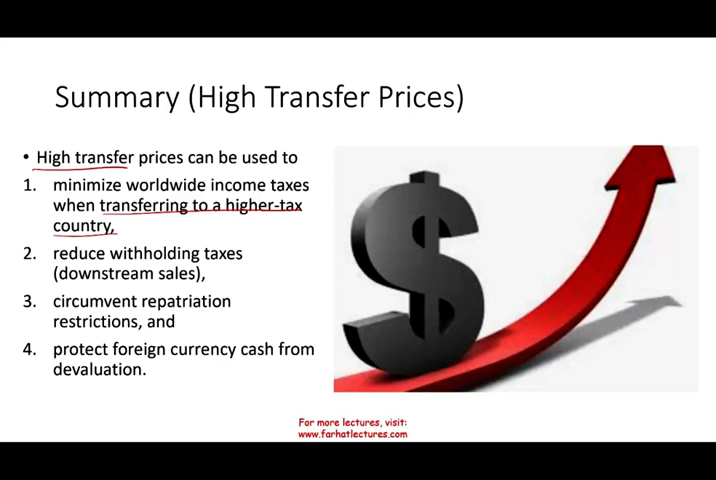 Summary (High Transfer Prices)
• High transfer prices can be used to
1. minimize worldwide income taxes
when transferring to a higher-tax
country,
2. reduce withholding taxes
(downstream sales),
3. circumvent repatriation
restrictions, and
4. protect foreign currency cash from
devaluation.
For more lectures, visit:
www.farhatlectures.com